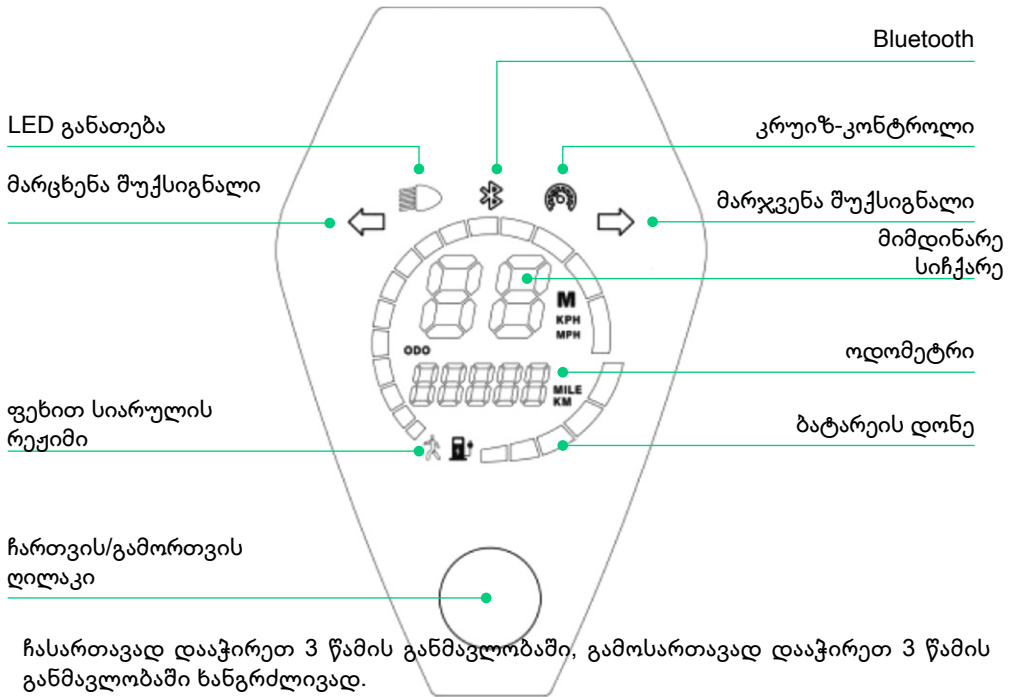 Bluetooth
LED განათება
კრუიზ-კონტროლი
მარცხენა შუქსიგნალი
მარჯვენა შუქსიგნალი
მიმდინარე
სიჩქარე
M
KPH
MPH
ODO
ოდომეტრი
MILE
KM
ფეხით სიარულის
რეჟიმი
ბატარეის დონე
ჩართვის/გამორთვის
ღილაკი
ჩასართავად დააჭირეთ 3 წამის განმავლობაში, გამოსართავად დააჭირეთ 3 წამის
განმავლობაში ხანგრძლივად.